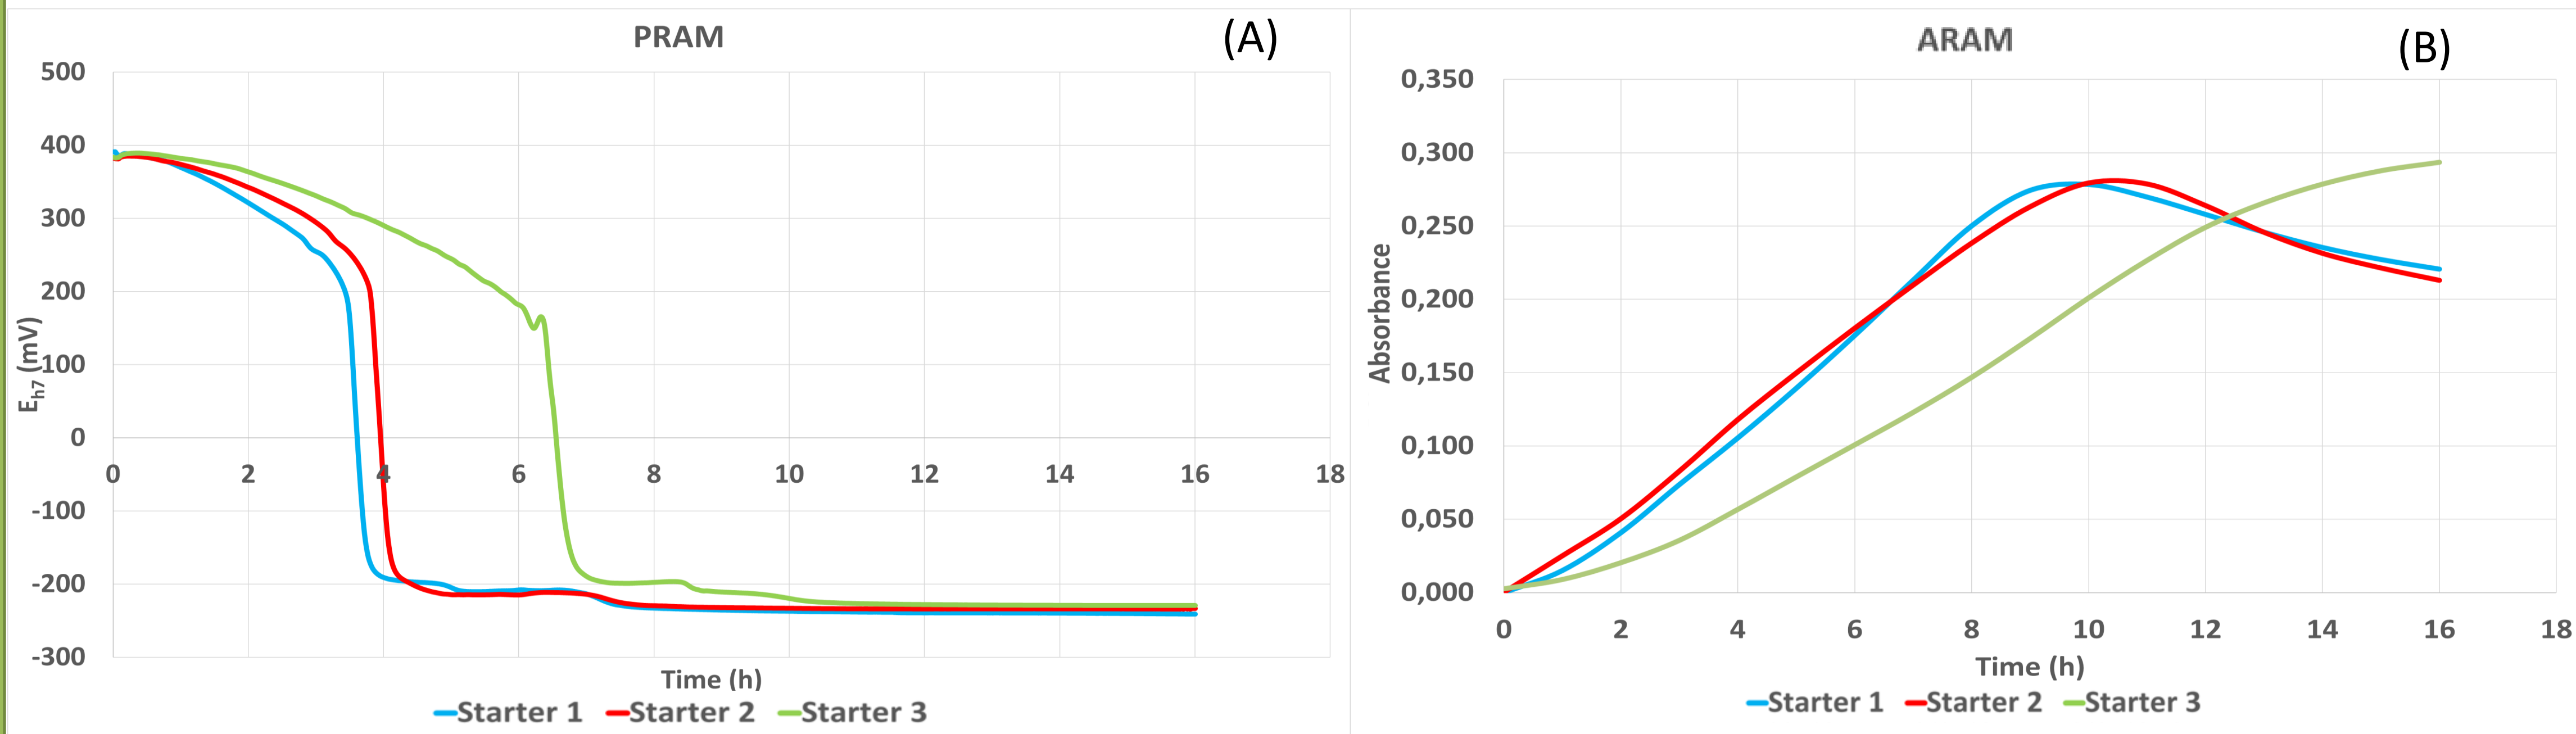 PRAM
(A)
500
400
300
200
100
0
-100
-200
-300
E_h7 (mV)
0 2 4 6 8 10 12 14 16 18
Time (h)
Starter 1 Starter 2 Starter 3
ARAM
(B)
0,350
0,300
0,250
0,200
0,150
0,100
0,050
0,000
Absorbance
0 2 4 6 8 10 12 14 16 18
Time (h)
Starter 1 Starter 2 Starter 3